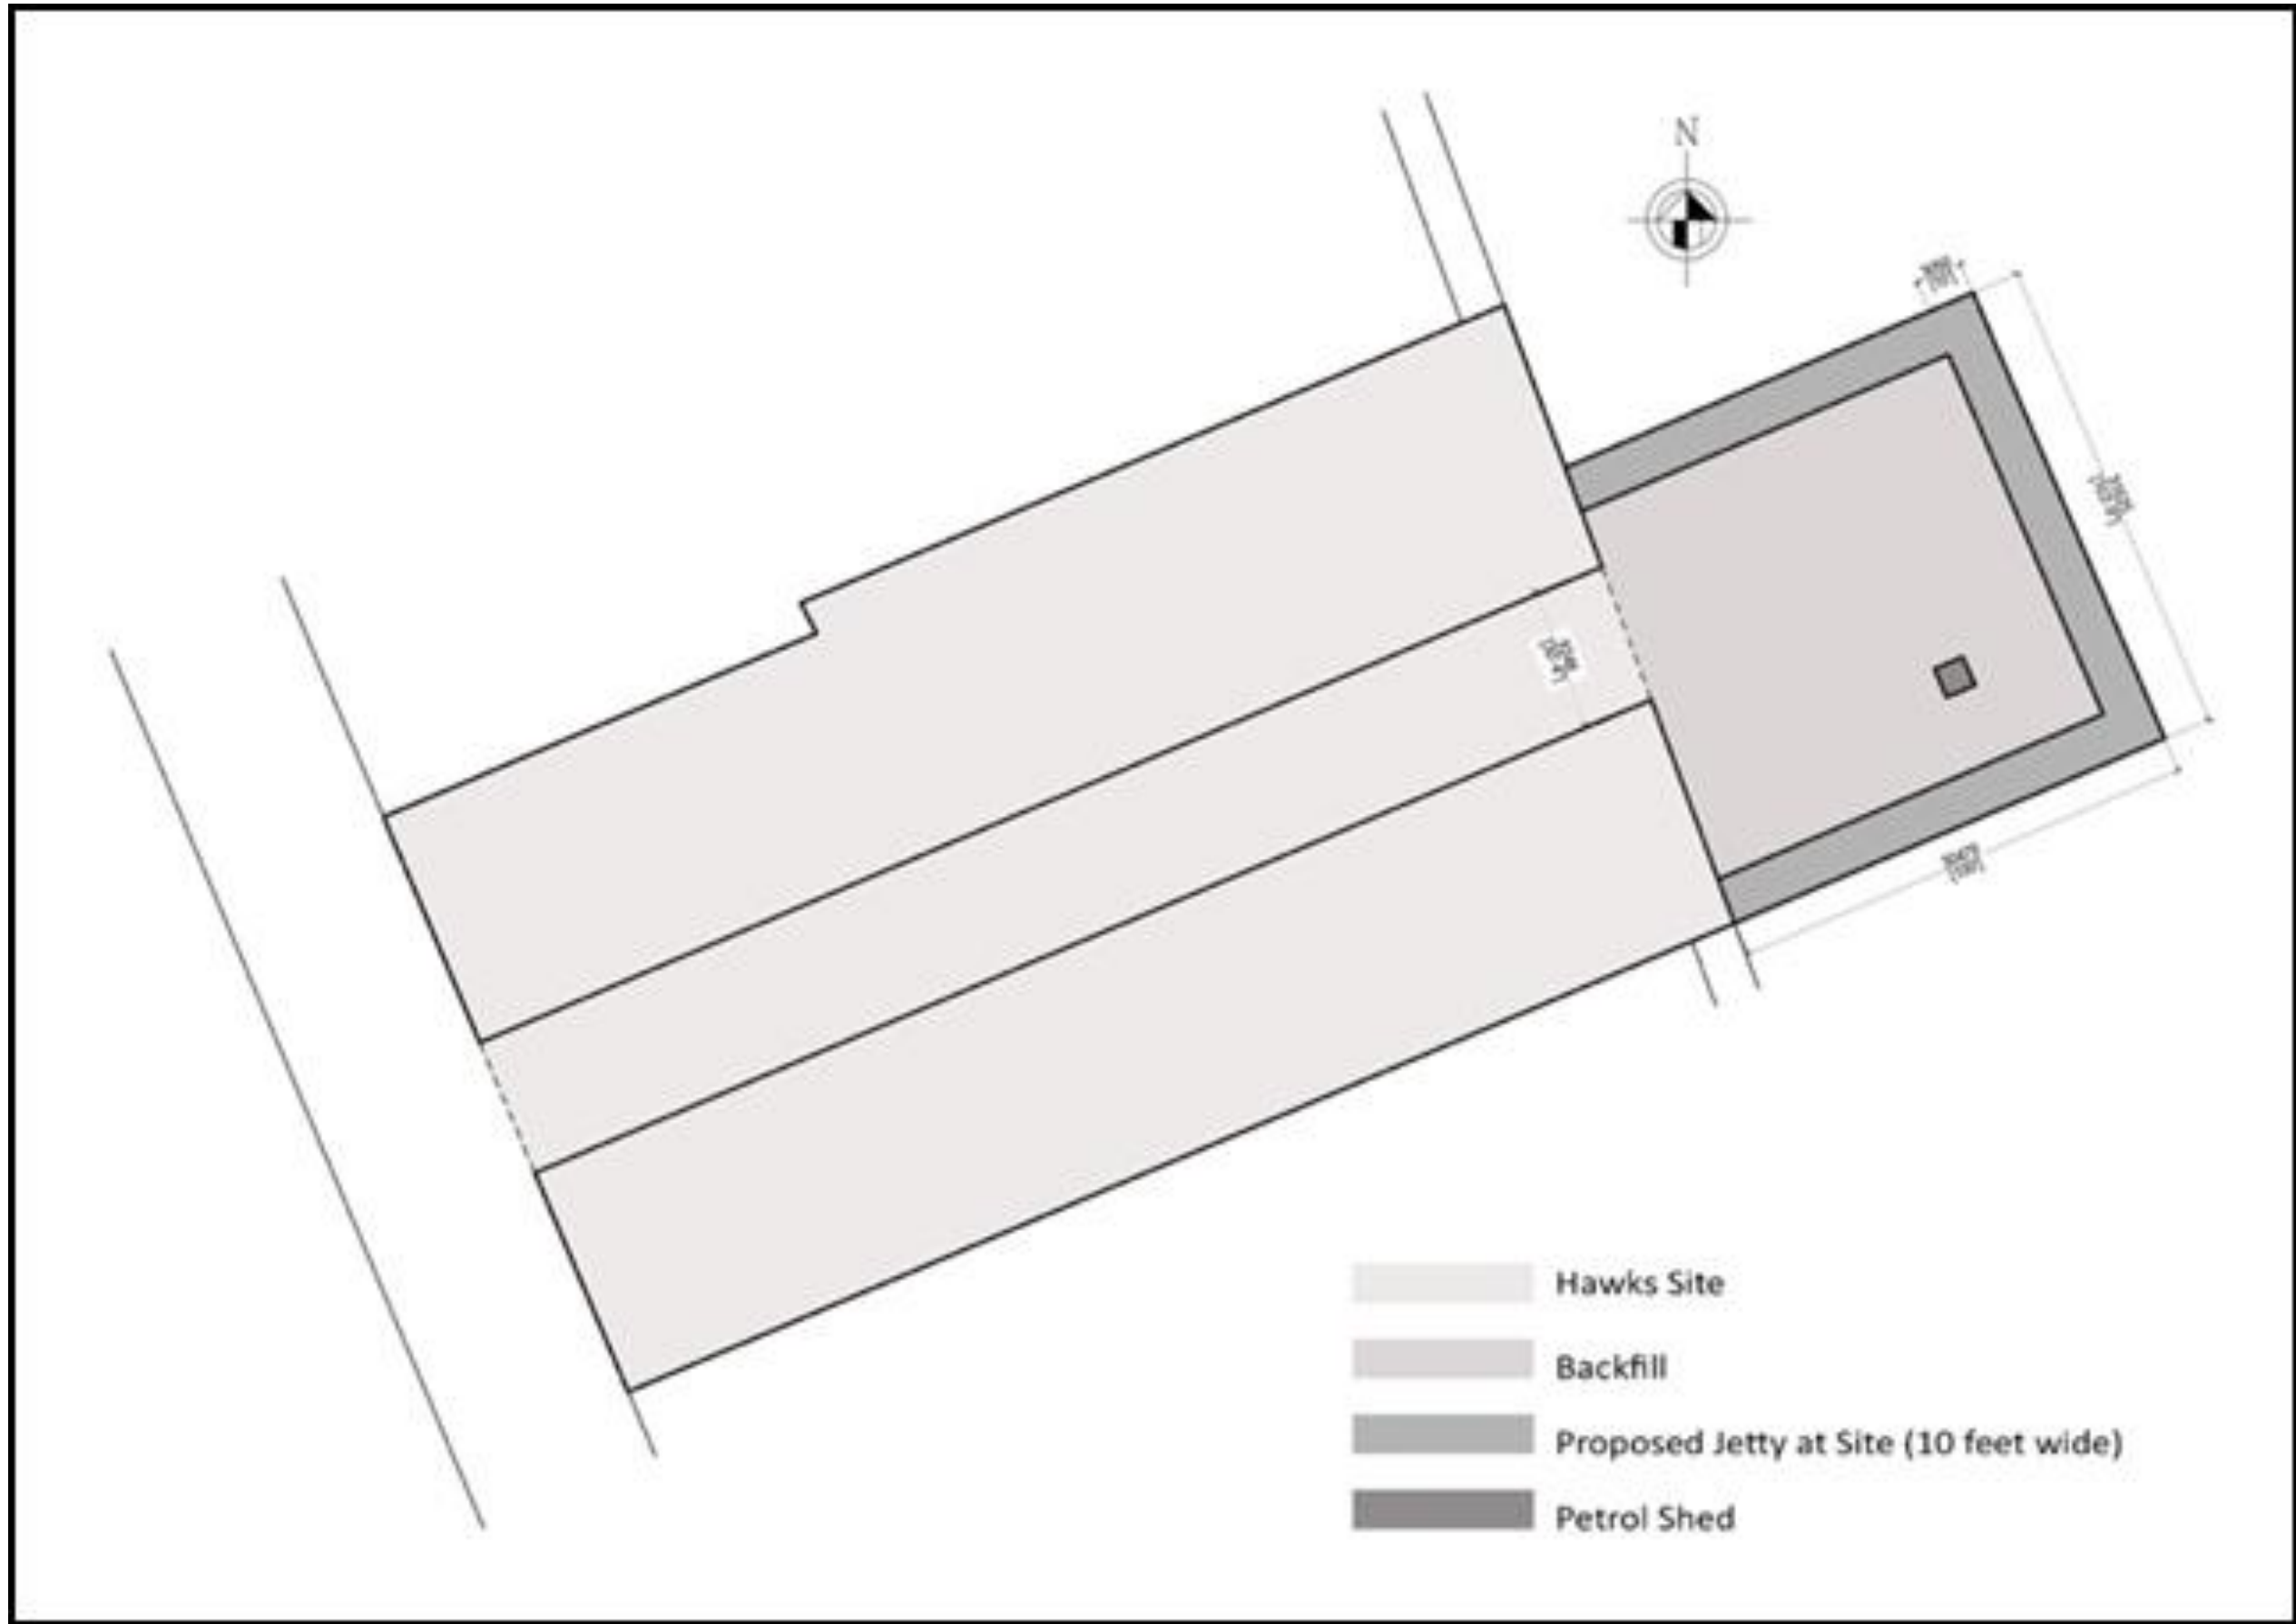 N
Hawks Site
Backfill
Proposed Jetty at Site (10 feet wide)
Petrol Shed